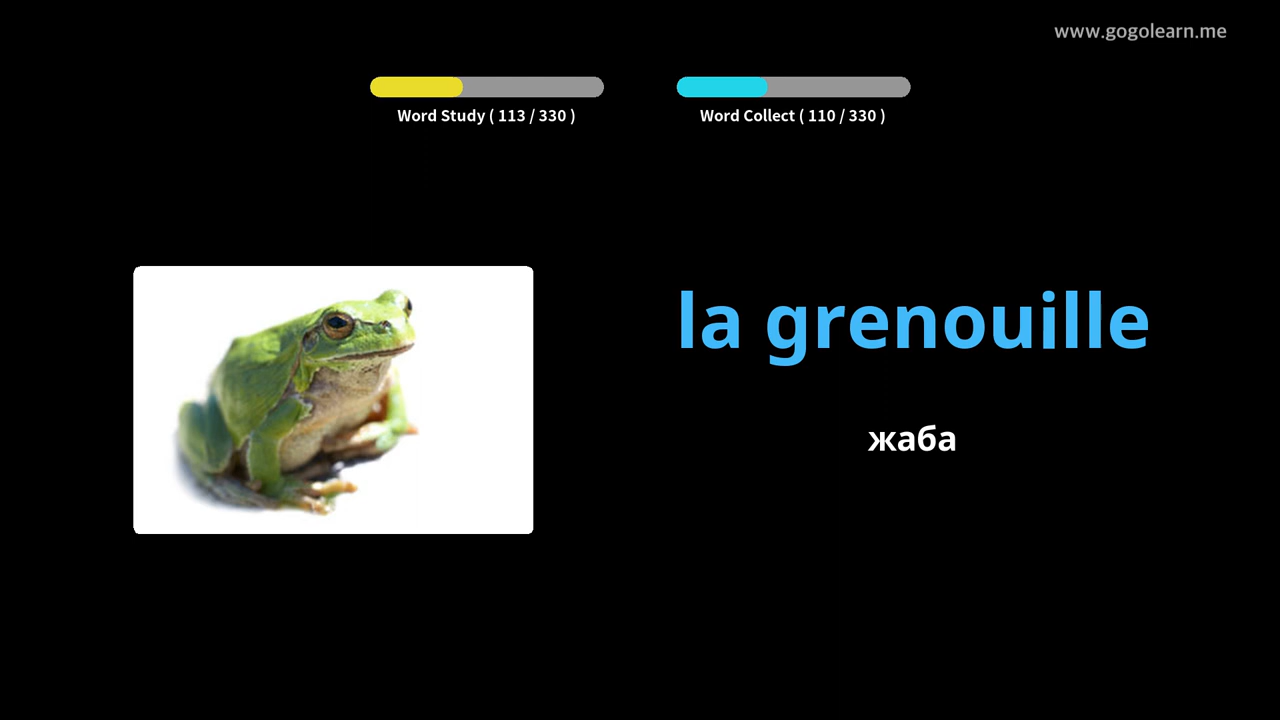 www.gogolearn.me
Word Study ( 113 / 330 )
Word Collect ( 110 / 330 )
la grenouille
жаба